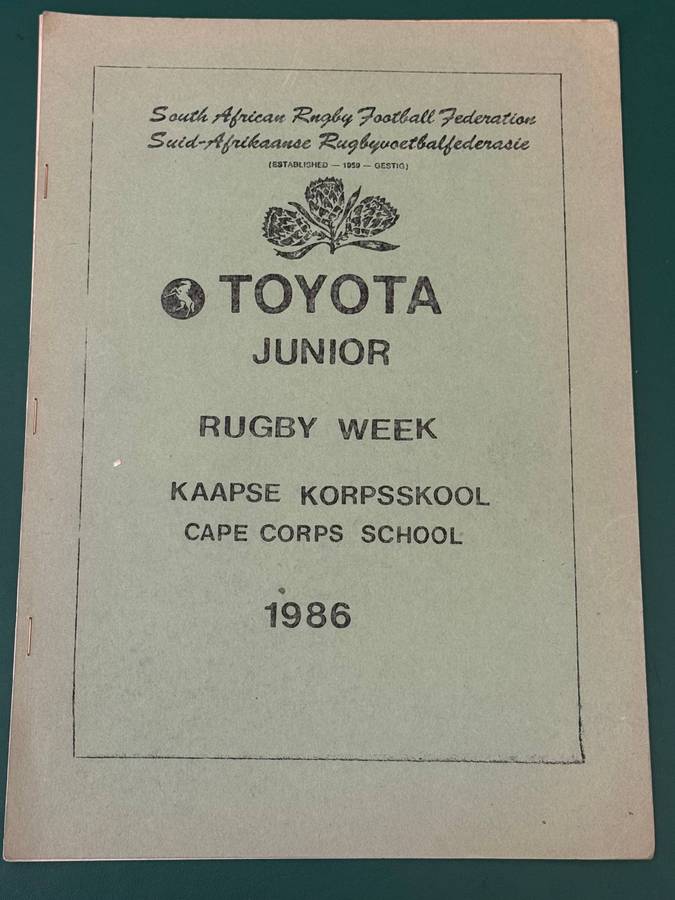 South African Rugby Football Federation
Suid-Afrikaanse Rugbyvoetbalfederasie
(ESTABLISHED — 1959 — GESTIG)
TOYOTA
JUNIOR
RUGBY WEEK
KAAPSE KORPSSKOOL
CAPE CORPS SCHOOL
1986